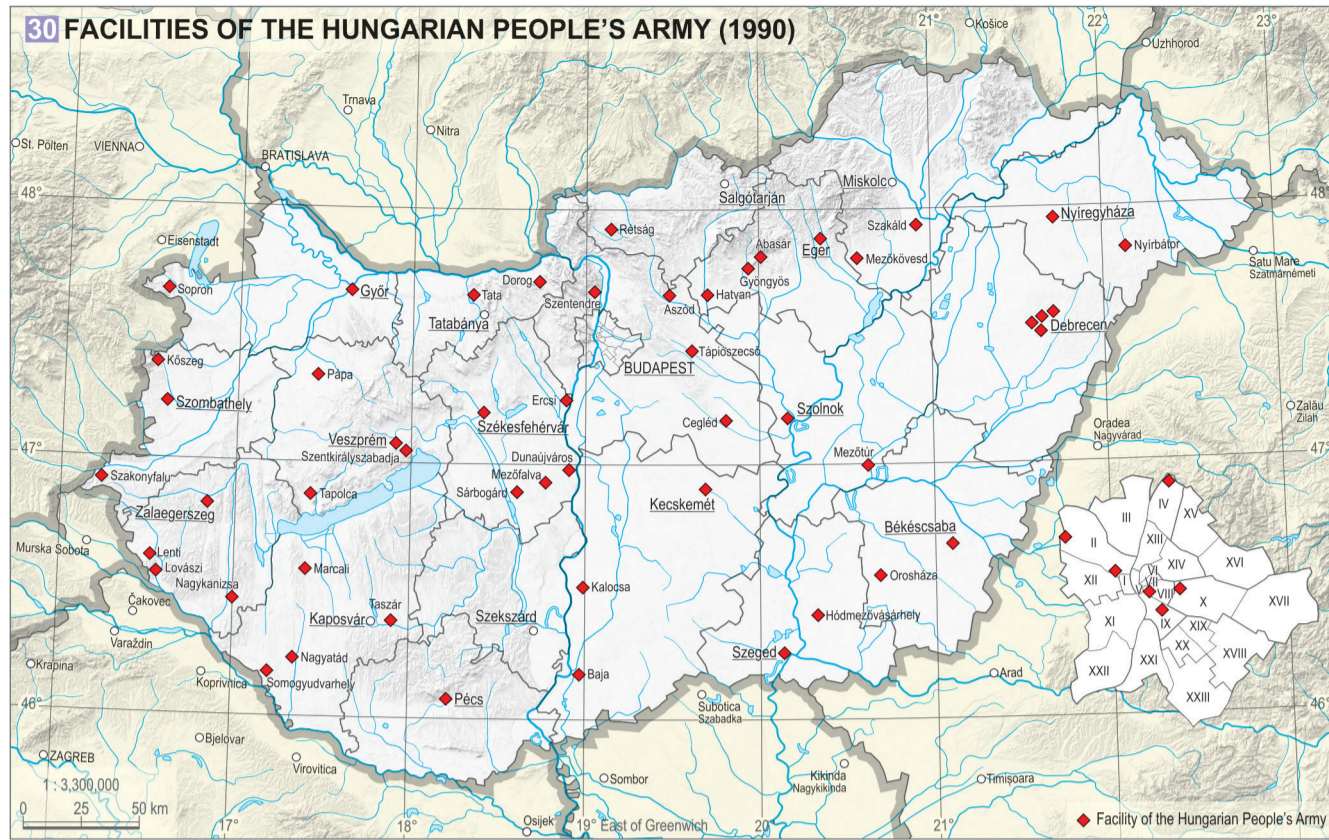 30 FACILITIES OF THE HUNGARIAN PEOPLE'S ARMY (1990)
21°
22°
23°
Košice
Uzhhorod
Trnava
Nitra
St. Pölten
VIENNA
BRATISLAVA
48°
48°
Salgótarján
Miskolc
Rétság
Szakáld
Nyíregyháza
Eger
Abasár
Mezőkövesd
Nyírbátor
Satu Mare
Szatmárnémeti
Eisenstadt
Gyöngyös
Sopron
Győr
Dorog
Tata
Szentendre
Aszód
Hatvan
Tatabánya
Debrecen
Kőszeg
Pápa
BUDAPEST
Tápiószecső
Szombathely
Ercsi
Székesfehérvár
Cegléd
Szolnok
Zalău
Zilah
Oradea
Nagyvárad
47°
47°
Veszprém
Szentkirályszabadja
Dunaújváros
Mezőfalva
Mezőtúr
Szakonyfalu
Tapolca
Sárbogárd
Kecskemét
Zalaegerszeg
Békéscsaba
Murska Sobota
Lenti
Lovászi
Marcali
Orosháza
Nagykanizsa
Kalocsa
Čakovec
Taszár
Kaposvár
Szekszárd
Hódmezővásárhely
Varaždin
Krapina
Nagyatád
Szeged
Koprivnica
Somogyudvarhely
Baja
Arad
Pécs
Subotica
Szabadka
46°
46°
Bjelovar
ZAGREB
Virovitica
Sombor
Kikinda
Nagykikinda
Timișoara
Osijek
IV
III
XV
II
XIII
XIV
XVI
VI
VII
XII
I
V
VIII
X
XVII
IX
XI
XIX
XX
XVIII
XXI
XXII
XXIII
1 : 3,300,000
0 25 50 km
17°
18°
19° East of Greenwich
20°
21°
Facility of the Hungarian People's Army